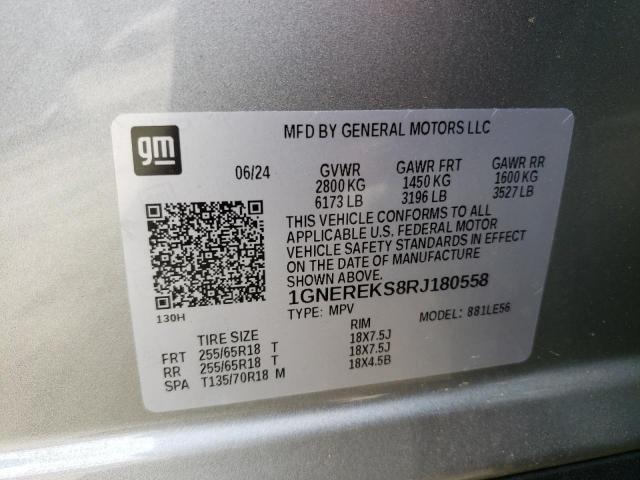 gm
MFD BY GENERAL MOTORS LLC
06/24 GVWR GAWR FRT GAWR RR
2800 KG 1450 KG 1600 KG
6173 LB 3196 LB 3527 LB
THIS VEHICLE CONFORMS TO ALL
APPLICABLE U.S. FEDERAL MOTOR
VEHICLE SAFETY STANDARDS IN EFFECT
ON THE DATE OF MANUFACTURE
SHOWN ABOVE.
1GNEREKS8RJ180558
130H
TYPE: MPV MODEL: 881LE56
TIRE SIZE RIM
FRT 255/65R18 T 18X7.5J
RR 255/65R18 T 18X7.5J
SPA T135/70R18 M 18X4.5B